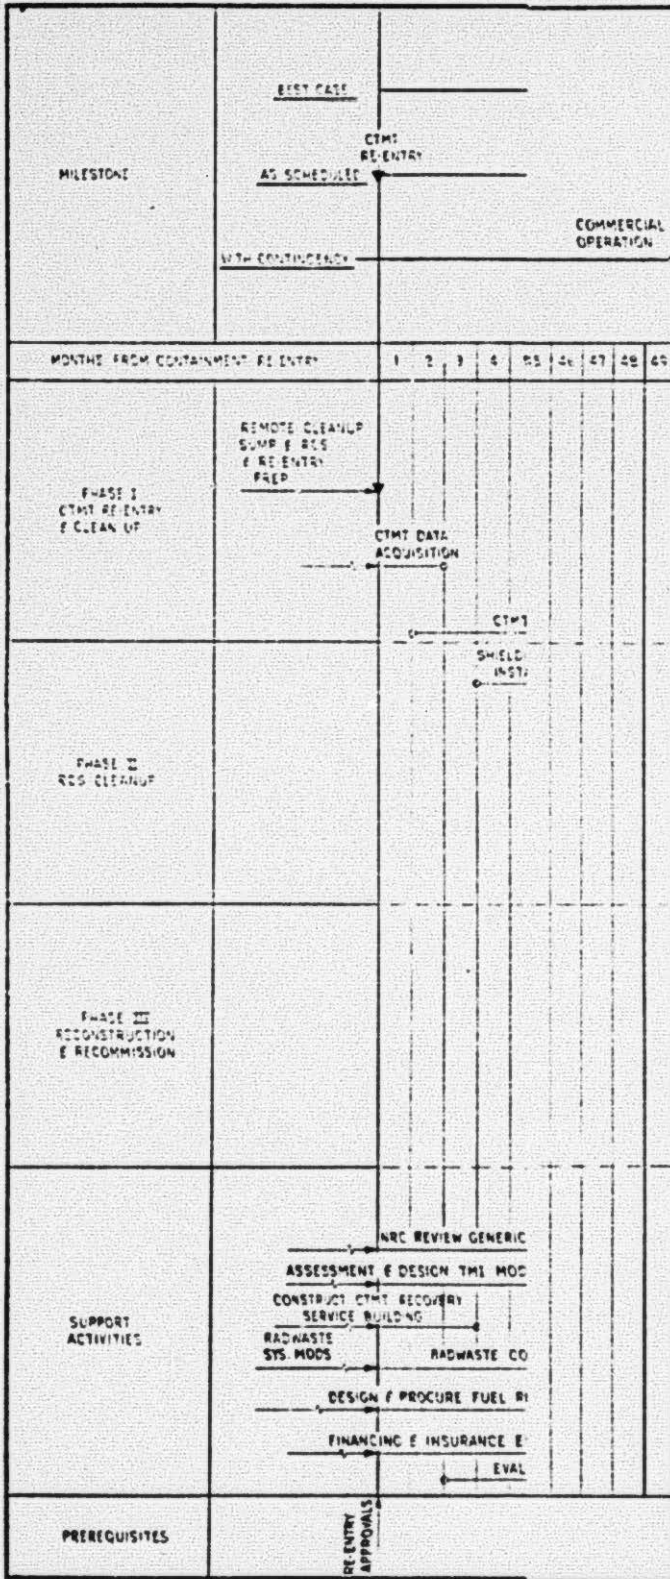 BEST CASE
CTMT
RE-ENTRY
MILESTONE
AS SCHEDULED
COMMERCIAL
OPERATION
WITH CONTINGENCY
MONTHS FROM CONTAINMENT RE-ENTRY 1 2 3 4 45 46 47 48 49
REMOTE CLEANUP
SUMP & RCS
& RE-ENTRY
PREP
PHASE I
CTMT RE-ENTRY
& CLEAN UP
CTMT DATA
ACQUISITION
CTMT
SHIELD
INST
PHASE II
RCS CLEANUP
PHASE III
RECONSTRUCTION
& RECOMMISSION
NRC REVIEW GENERIC
ASSESSMENT & DESIGN TMI MOD
CONSTRUCT CTMT RECOVERY
SERVICE BUILDING
SUPPORT
ACTIVITIES
RADWASTE
SYS. MODS
RADWASTE CO
DESIGN & PROCURE FUEL R
FINANCING & INSURANCE E
EVAL
PREREQUISITES
RE-ENTRY
APPROVALS